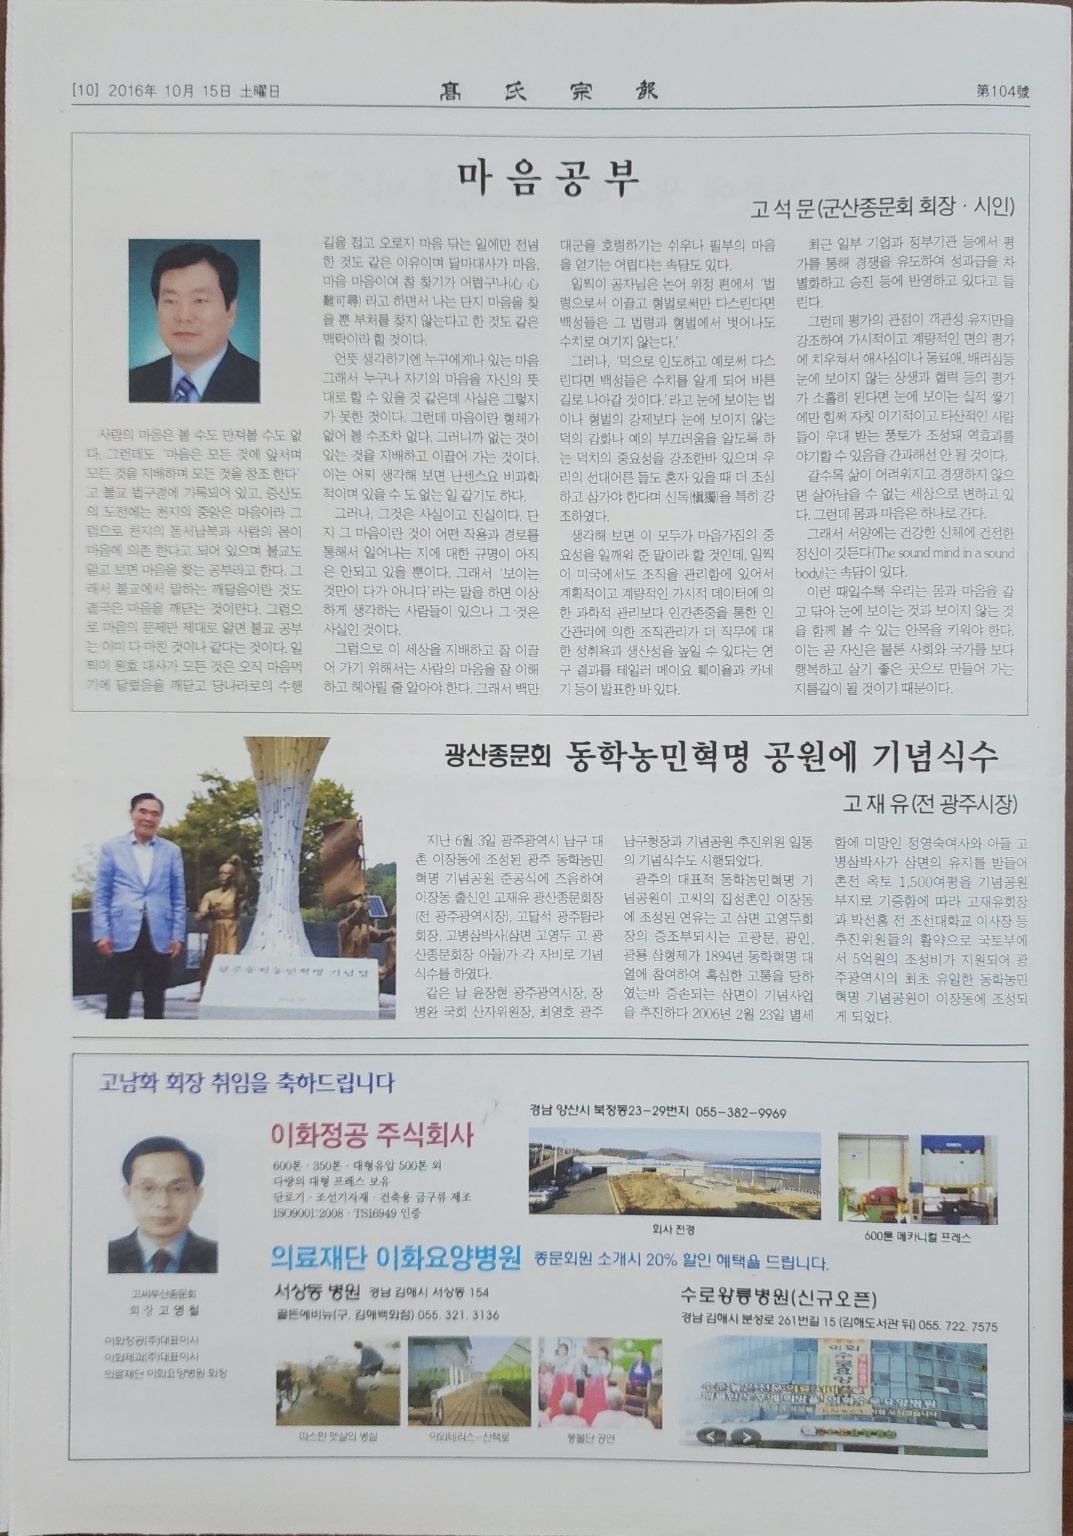 [10] 2016年 10月 15日 土曜日
髙氏宗報
第104號
마음공부
고석문(군산종문회 회장 · 시인)
사람의 마음은 볼 수도 만져볼 수도 없
다. 그런데도 '마음은 모든 것에 앞서며
모든 것을 지배하며 모든 것을 창조 한다'
고 불교 법구경에 기록되어 있고, 증산도
의 도전에는 천지의 중앙은 마음이라 그
럼으로 천지의 동서남북과 사람의 몸이
마음에 의존 한다고 되어 있으며 불교도
알고 보면 마음을 찾는 공부라고 한다. 그
래서 불교에서 말하는 깨달음이란 것도
결국은 마음을 깨닫는 것이란다. 그럼으
로 마음의 문제만 제대로 알면 불교 공부
는 이미 다 마친 것이나 같다는 것이다. 일
찍이 원효 대사가 모든 것은 오직 마음먹
기에 달렸음을 깨닫고 당나라로의 수행
길을 접고 오로지 마음 닦는 일에만 전념
한 것도 같은 이유이며 달마대사가 마음,
마음 마음이여 참 찾기가 어렵구나(心 心
難可尋) 라고 하면서 나는 단지 마음을 찾
을 뿐 부처를 찾지 않는다고 한 것도 같은
맥락이라 할 것이다.
언뜻 생각하기엔 누구에게나 있는 마음
그래서 누구나 자기의 마음을 자신의 뜻
대로 할 수 있을 것 같은데 사실은 그렇지
가 못한 것이다. 그런데 마음이란 형체가
없어 볼 수조차 없다. 그러니까 없는 것이
있는 것을 지배하고 이끌어 가는 것이다.
이는 어찌 생각해 보면 난센스요 비과학
적이며 있을 수 도 없는 일 같기도 하다.
그러나, 그것은 사실이고 진실이다. 단
지 그 마음이란 것이 어떤 작용과 경로를
통해서 일어나는 지에 대한 규명이 아직
은 안되고 있을 뿐이다. 그래서 '보이는
것만이 다가 아니다'라는 말을 하면 이상
하게 생각하는 사람들이 있으나 그 것은
사실인 것이다.
그럼으로 이 세상을 지배하고 잘 이끌
어 가기 위해서는 사람의 마음을 잘 이해
하고 헤아릴 줄 알아야 한다. 그래서 백만
대군을 호령하기는 쉬우나 필부의 마음
을 얻기는 어렵다는 속담도 있다.
일찍이 공자님은 논어 위정 편에서 '법
령으로서 이끌고 형벌로써만 다스린다면
백성들은 그 법령과 형벌에서 벗어나도
수치로 여기지 않는다.'
그러나, '덕으로 인도하고 예로써 다스
린다면 백성들은 수치를 알게 되어 바른
길로 나아갈 것이다.'라고 눈에 보이는 법
이나 형벌의 강제보다 눈에 보이지 않는
덕의 감화나 예의 부끄러움을 알도록 하
는 덕치의 중요성을 강조한바 있으며 우
리의 선대어른 들도 혼자 있을 때 더 조심
하고 삼가야 한다며 신독(愼獨)을 특히 강
조하였다.
생각해 보면 이 모두가 마음가짐의 중
요성을 일깨워 준 말이라 할 것인데, 일찍
이 미국에서도 조직을 관리함에 있어서
계획적이고 계량적인 가시적 데이터에 의
한 과학적 관리보다 인간존중을 통한 인
간관리에 의한 조직관리가 더 직무에 대
한 성취욕과 생산성을 높일 수 있다는 연
구 결과를 테일러 메이요 웨이욜과 카네
기 등이 발표한 바 있다.
최근 일부 기업과 정부기관 등에서 평
가를 통해 경쟁을 유도하여 성과급을 차
별화하고 승진 등에 반영하고 있다고 들
린다.
그런데 평가의 관점이 객관성 유지만을
강조하여 가시적이고 계량적인 면의 평가
에 치우쳐서 애사심이나 동료애, 배려심등
눈에 보이지 않는 상생과 협력 등의 평가
가 소홀히 된다면 눈에 보이는 실적 쌓기
에만 힘써 자칫 이기적이고 타산적인 사람
들이 우대 받는 풍토가 조성돼 역효과를
야기할 수 있음을 간과해선 안 될 것이다.
갈수록 삶이 어려워지고 경쟁하지 않으
면 살아남을 수 없는 세상으로 변하고 있
다. 그런데 몸과 마음은 하나로 간다.
그래서 서양에는 건강한 신체에 건전한
정신이 깃든다(The sound mind in a sound
body)는 속담이 있다.
이런 때일수록 우리는 몸과 마음을 갈
고 닦아 눈에 보이는 것과 보이지 않는 것
을 함께 볼 수 있는 안목을 키워야 한다.
이는 곧 자신은 물론 사회와 국가를 보다
행복하고 살기 좋은 곳으로 만들어 가는
지름길이 될 것이기 때문이다.
광산종문회 동학농민혁명 공원에 기념식수
고재유(전 광주시장)
광주동학농민혁명 기념탑
지난 6월 3일 광주광역시 남구 대
촌 이장동에 조성된 광주 동학농민
혁명 기념공원 준공식에 즈음하여
이장동 출신인 고재유 광산종문회장
(전 광주광역시장), 고달석 광주탐라
회장, 고병삼박사(삼면 고영두 고 광
산종문회장 아들)가 각 자비로 기념
식수를 하였다.
같은 날 윤장현 광주광역시장, 장
병완 국회 산자위원장, 최영호 광주
남구청장과 기념공원 추진위원 일동
의 기념식수도 시행되었다.
광주의 대표적 동학농민혁명 기
념공원이 고씨의 집성촌인 이장동
에 조성된 연유는 고 삼면 고영두회
장의 증조부되시는 고광문, 광인,
광룡 삼형제가 1894년 동학혁명 대
열에 참여하여 혹심한 고통을 당하
였는바 증손되는 삼면이 기념사업
을 추진하다 2006년 2월 23일 별세
함에 미망인 정영숙여사와 아들 고
병삼박사가 삼면의 유지를 받들어
촌전 옥토 1,500여평을 기념공원
부지로 기증함에 따라 고재유회장
과 박선홍 전 조선대학교 이사장 등
추진위원들의 활약으로 국토부에
서 5억원의 조성비가 지원되어 광
주광역시의 최초 유일한 동학농민
혁명 기념공원이 이장동에 조성되
게 되었다.
고남화 회장 취임을 축하드립니다
고씨부산종문회
회장 고영철
이화정공(주)대표이사
이화제과(주)대표이사
의료재단 이화요양병원 회장
이화정공 주식회사
600톤 · 350톤 · 대형유압 500톤 외
다량의 대형 프레스 보유
단조기 · 조선기자재 · 건축용 금구류 제조
ISO9001:2008 · TS16949 인증
경남 양산시 북정동23-29번지 055-382-9969
회사 전경
600톤 메카니컬 프레스
의료재단 이화요양병원 종문회원 소개시 20% 할인 혜택을 드립니다.
서상동 병원 경남 김해시 서상동 154
골든에비뉴(구. 김해백화점) 055. 321. 3136
수로왕릉병원(신규오픈)
경남 김해시 분성로 261번길 15 (김해도서관 뒤) 055. 722. 7575
따스한 햇살의 병실
야외테라스-산책로
풍물단 공연